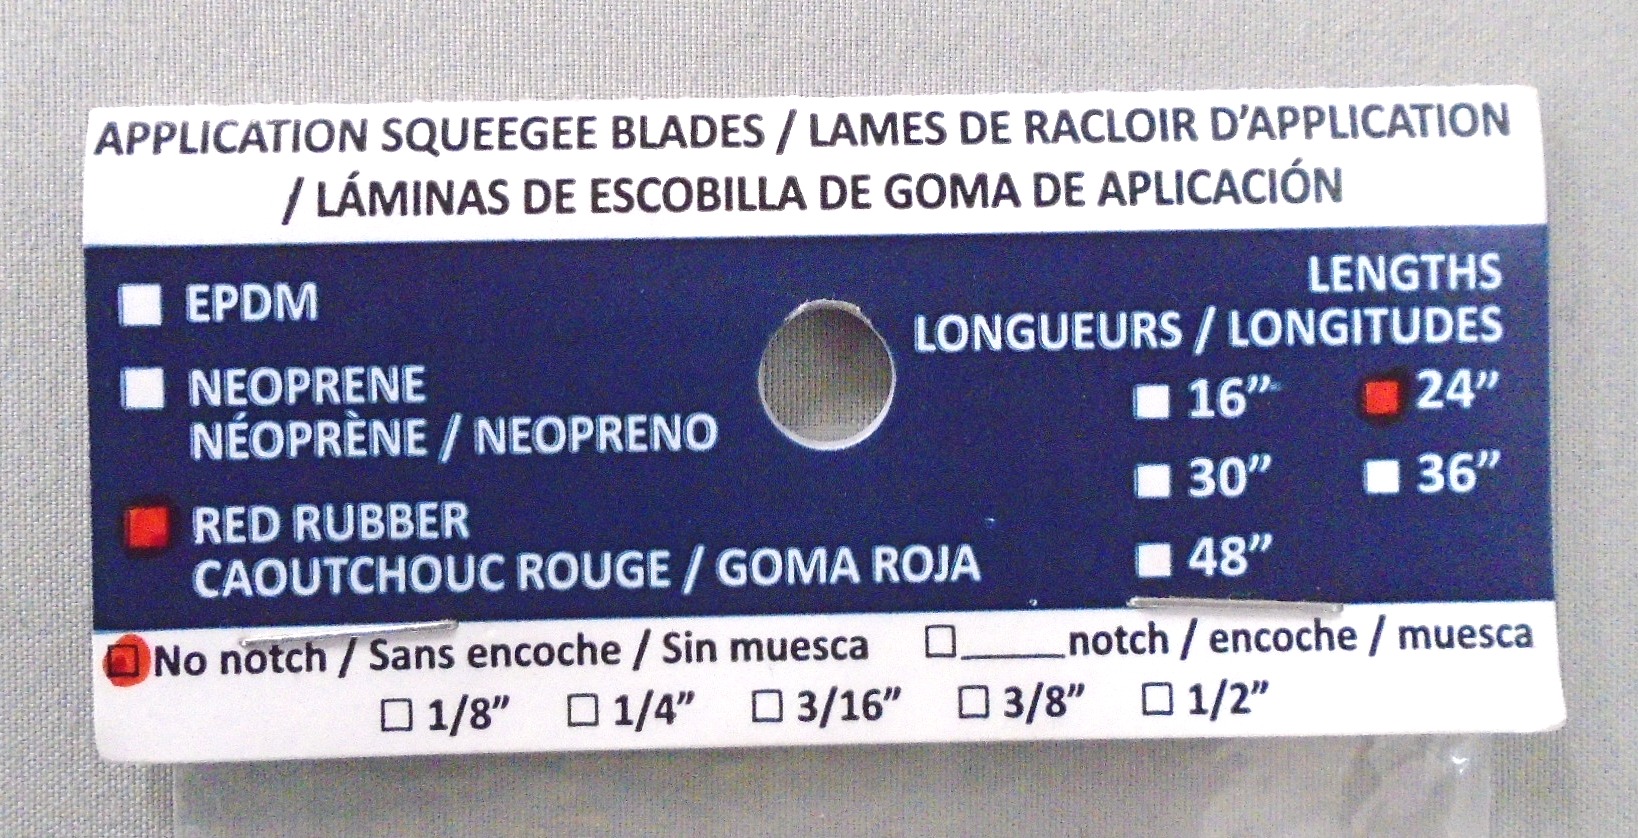 APPLICATION SQUEEGEE BLADES / LAMES DE RACLOIR D’APPLICATION
/ LÁMINAS DE ESCOBILLA DE GOMA DE APLICACIÓN
EPDM
NEOPRENE
NÉOPRÈNE / NEOPRENO
RED RUBBER
CAOUTCHOUC ROUGE / GOMA ROJA
LENGTHS
LONGUEURS / LONGITUDES
16” 24”
30” 36”
48”
No notch / Sans encoche / Sin muesca _____notch / encoche / muesca
1/8” 1/4” 3/16” 3/8” 1/2”